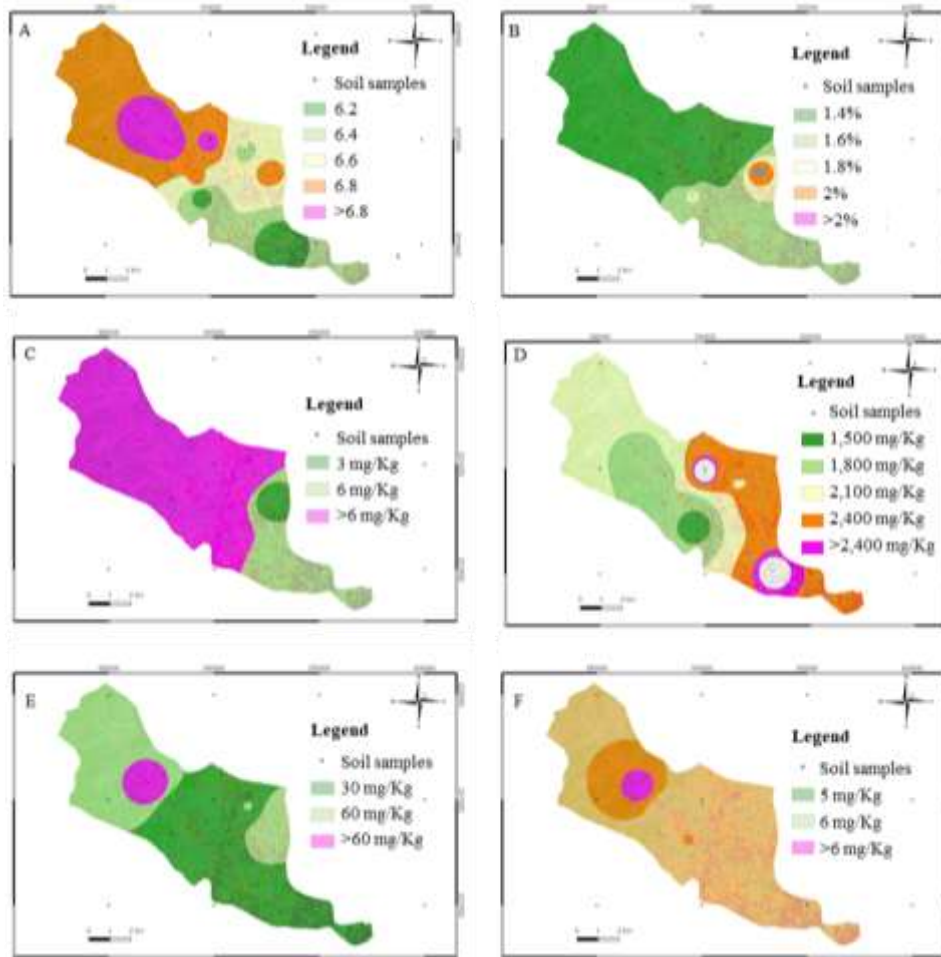 A
Legend
Soil samples
6.2
6.4
6.6
6.8
>6.8
B
Legend
Soil samples
1.4%
1.6%
1.8%
2%
>2%
C
Legend
Soil samples
3 mg/Kg
6 mg/Kg
>6 mg/Kg
D
Legend
Soil samples
1,500 mg/Kg
1,800 mg/Kg
2,100 mg/Kg
2,400 mg/Kg
>2,400 mg/Kg
E
Legend
Soil samples
30 mg/Kg
60 mg/Kg
>60 mg/Kg
F
Legend
Soil samples
5 mg/Kg
6 mg/Kg
>6 mg/Kg